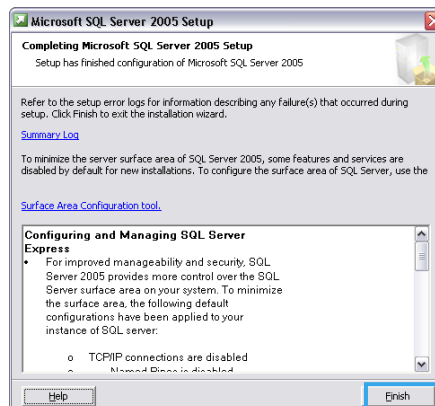 Microsoft SQL Server 2005 Setup
Completing Microsoft SQL Server 2005 Setup
Setup has finished configuration of Microsoft SQL Server 2005
Refer to the setup error logs for information describing any failure(s) that occurred during
setup. Click Finish to exit the installation wizard.
Summary Log
To minimize the server surface area of SQL Server 2005, some features and services are
disabled by default for new installations. To configure the surface area of SQL Server, use the
Surface Area Configuration tool.
Configuring and Managing SQL Server
Express
• For improved manageability and security, SQL
Server 2005 provides more control over the SQL
Server surface area on your system. To minimize
the surface area, the following default
configurations have been applied to your
instance of SQL server:
o TCP/IP connections are disabled
o Named Pipes is disabled
Help
Finish